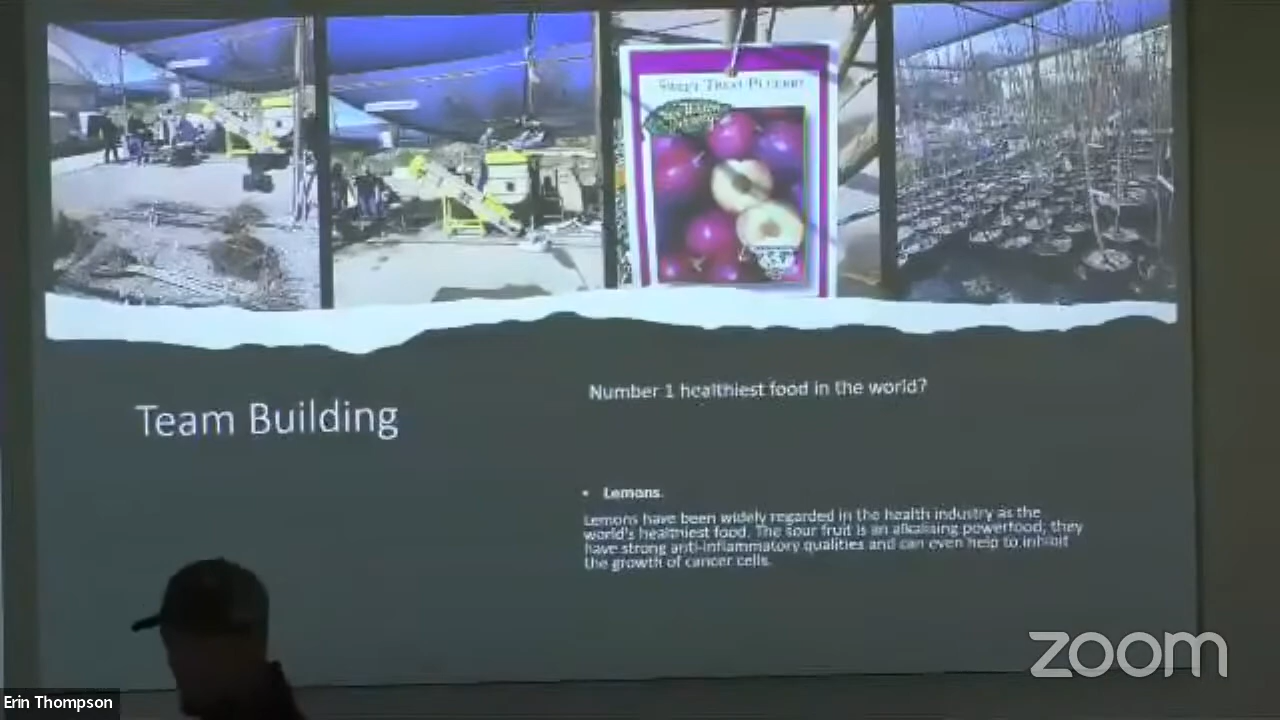 Sweet Treat Pluerry
Team Building
Number 1 healthiest food in the world?
• Lemons.
Lemons have been widely regarded in the health industry as the
world's healthiest food. The sour fruit is an alkalising powerfood; they
have strong anti-inflammatory qualities and can even help to inhibit
the growth of cancer cells.
zoom
Erin Thompson